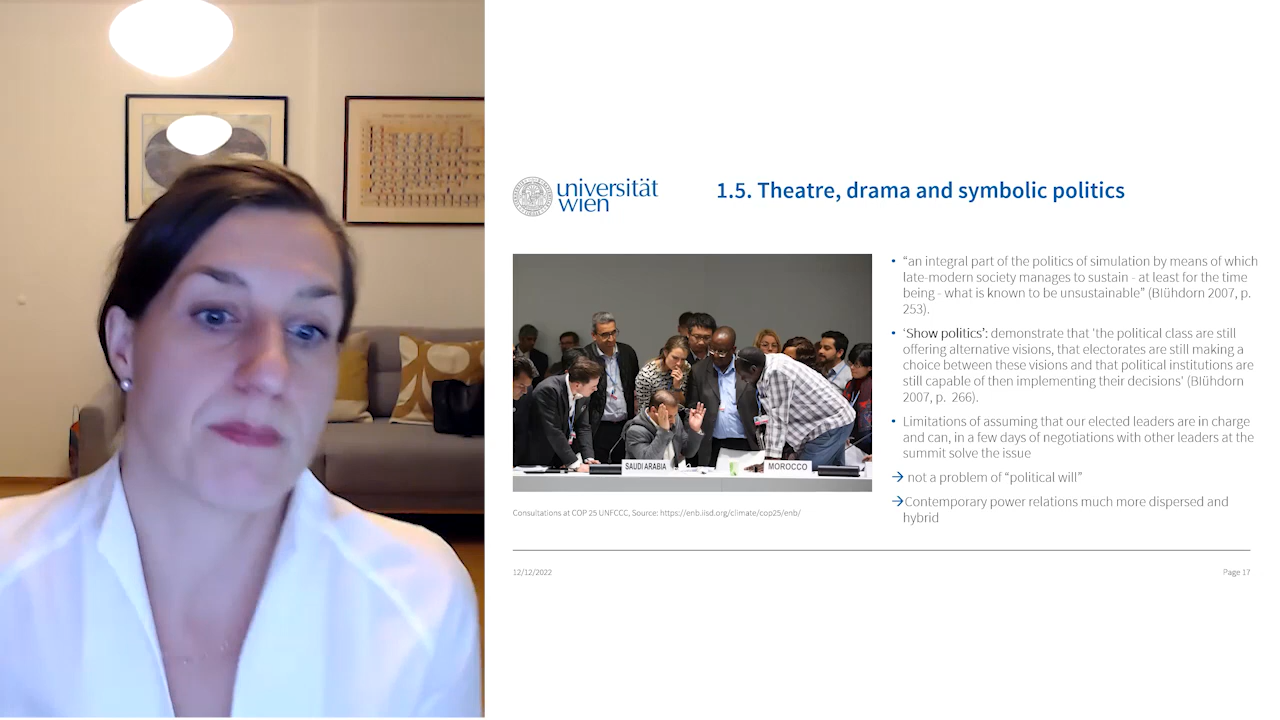 universität
wien
1.5. Theatre, drama and symbolic politics
• “an integral part of the politics of simulation by means of which
late-modern society manages to sustain - at least for the time
being - what is known to be unsustainable” (Blühdorn 2007, p.
253).
• ‘Show politics’: demonstrate that ‘the political class are still
offering alternative visions, that electorates are still making a
choice between these visions and that political institutions are
still capable of then implementing their decisions’ (Blühdorn
2007, p. 266).
• Limitations of assuming that our elected leaders are in charge
and can, in a few days of negotiations with other leaders at the
summit solve the issue
→ not a problem of “political will”
→Contemporary power relations much more dispersed and
hybrid
SAUDI ARABIA
MOROCCO
Consultations at COP 25 UNFCCC, Source: https://enb.iisd.org/climate/cop25/enb/
12/12/2022
Page 17